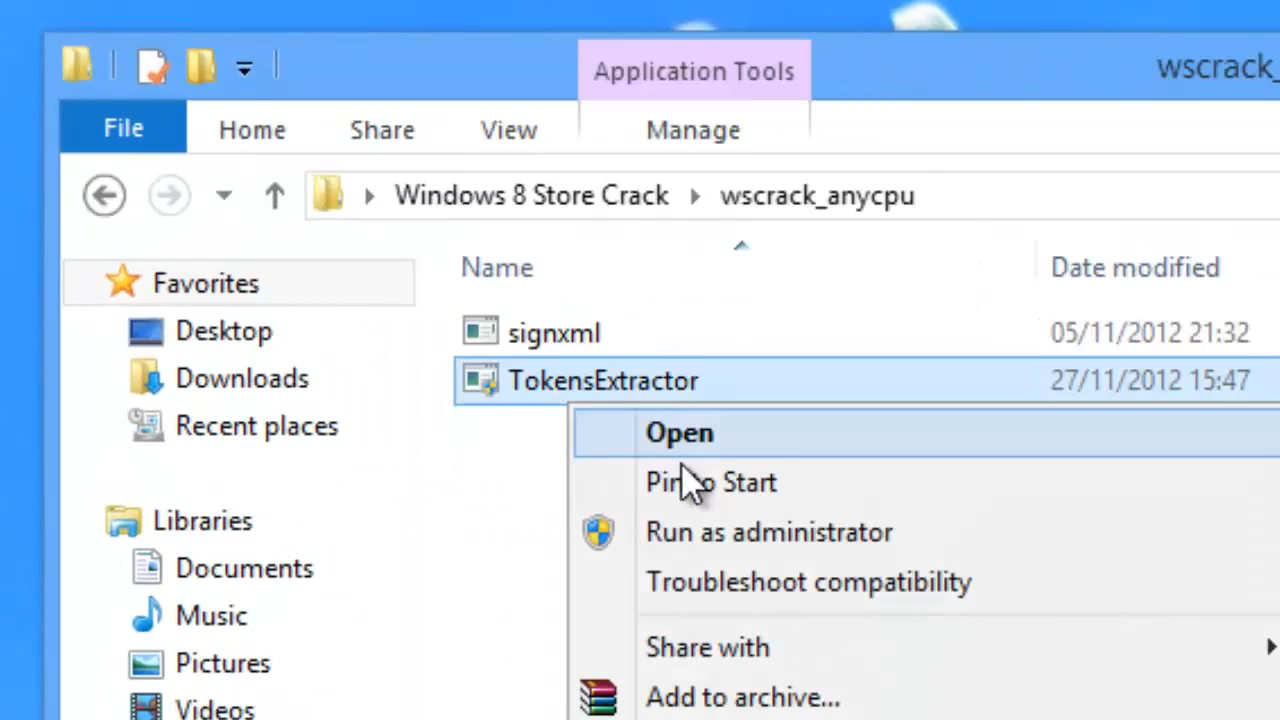 Application Tools
wscrack_
File Home Share View Manage
Windows 8 Store Crack wscrack_anycpu
Name Date modified
Favorites
signxml 05/11/2012 21:32
Desktop
TokensExtractor 27/11/2012 15:47
Downloads
Recent places
Open
Pin to Start
Run as administrator
Libraries
Documents
Troubleshoot compatibility
Music
Share with
Pictures
Add to archive...
Videos